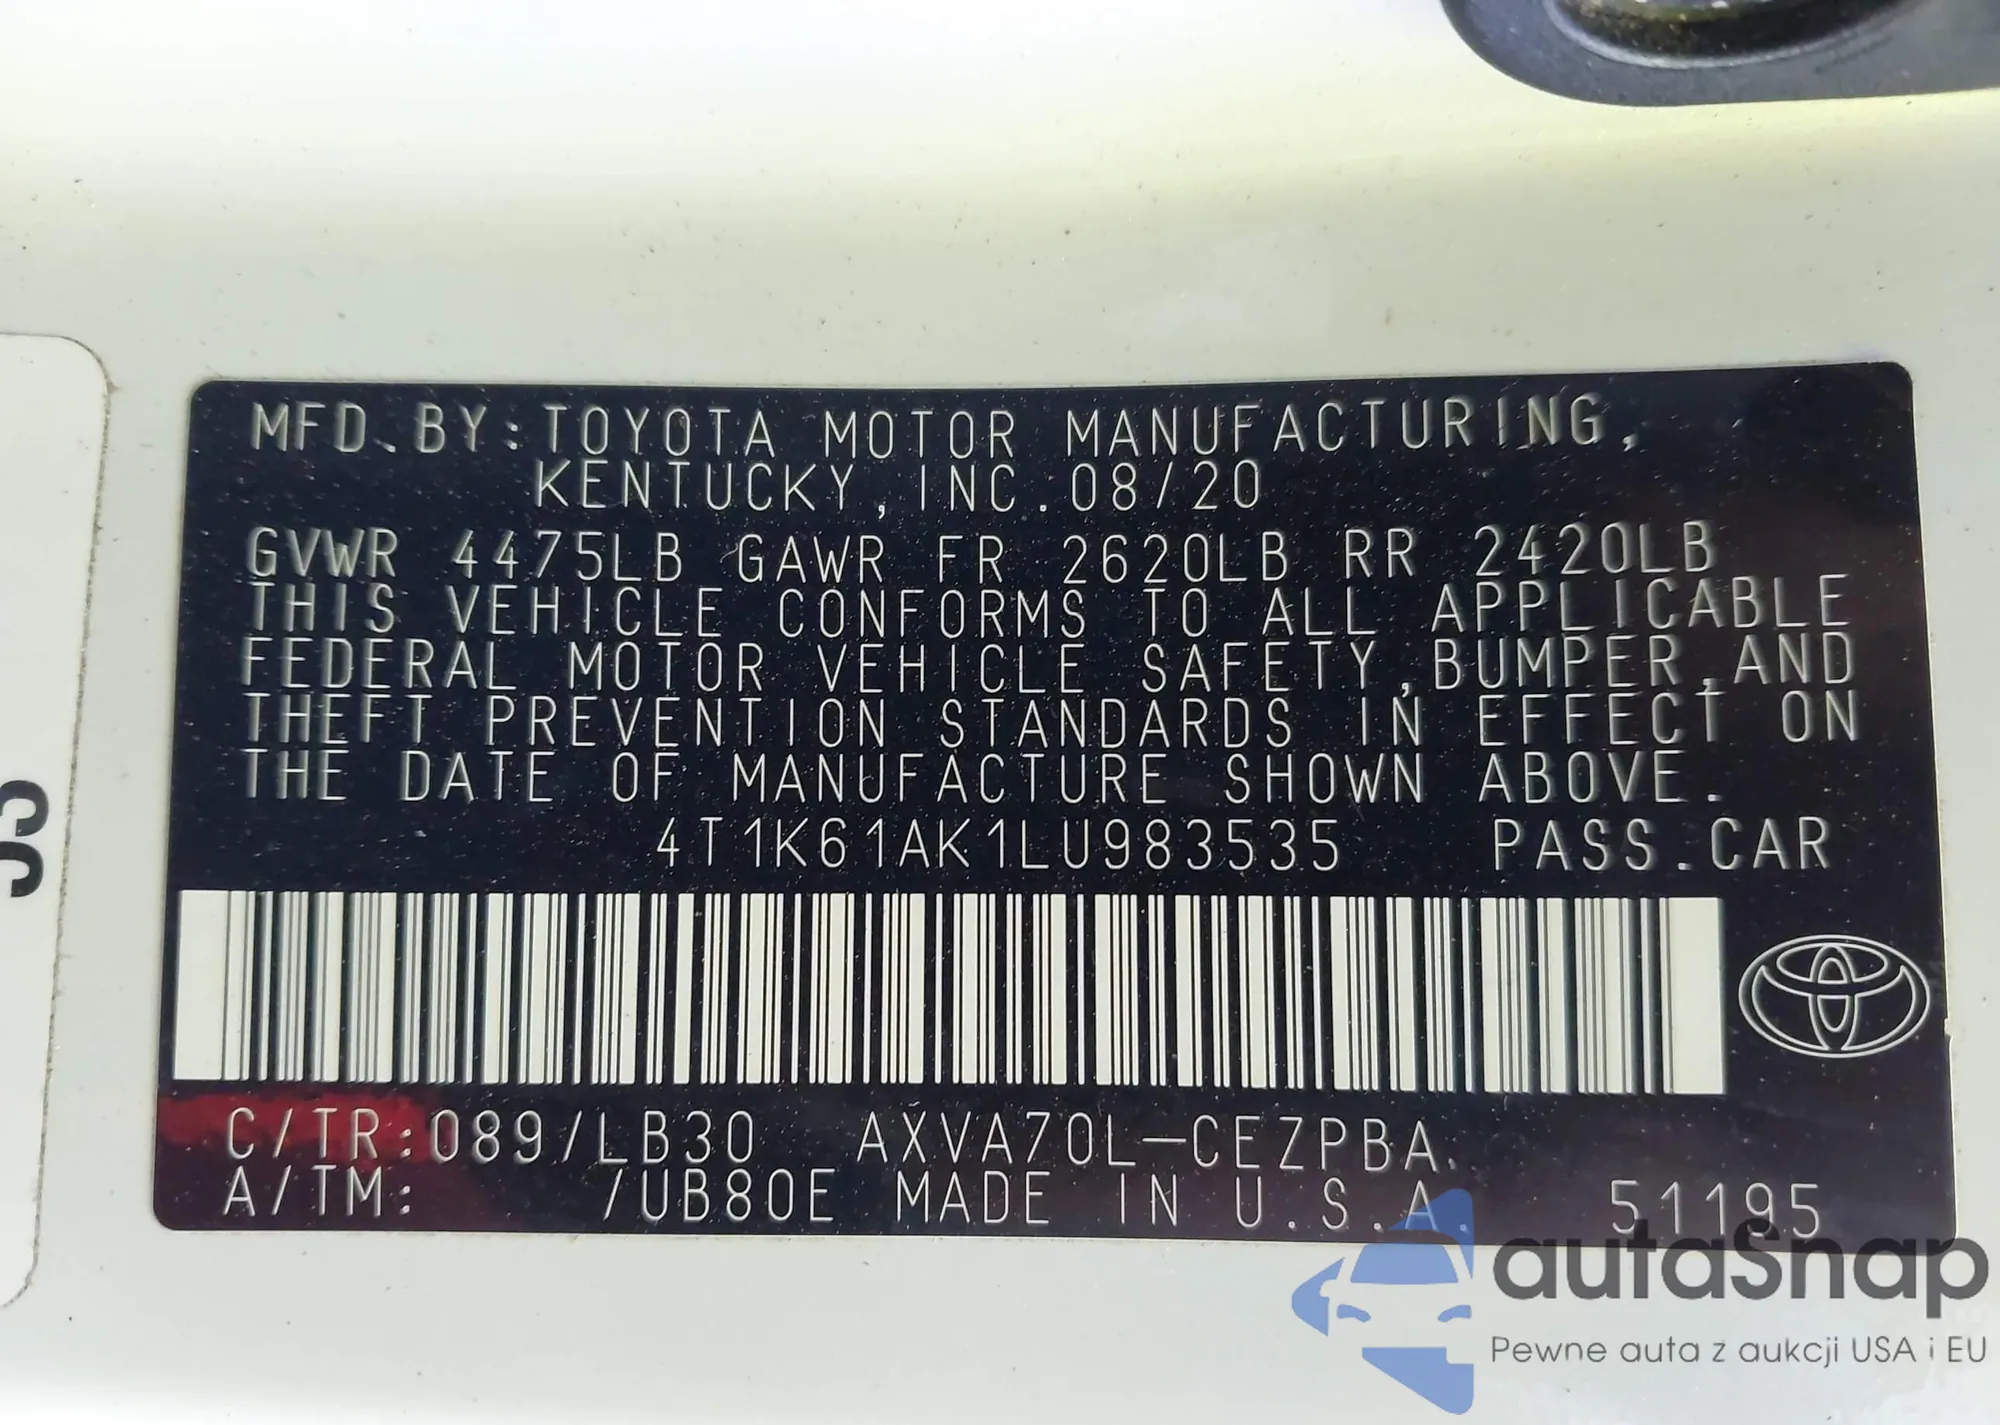 MFD. BY: TOYOTA MOTOR MANUFACTURING,
KENTUCKY, INC. 08/20
GVWR 4475LB GAWR FR 2620LB RR 2420LB
THIS VEHICLE CONFORMS TO ALL APPLICABLE
FEDERAL MOTOR VEHICLE SAFETY, BUMPER, AND
THEFT PREVENTION STANDARDS IN EFFECT ON
THE DATE OF MANUFACTURE SHOWN ABOVE.
4T1K61AK1LU983535 PASS. CAR
C/TR: 089/LB30 AXVA70L-CEZPBA
A/TM: /UB80E MADE IN U.S.A. 51195
autaSnap
Pewne auta z aukcji USA i EU